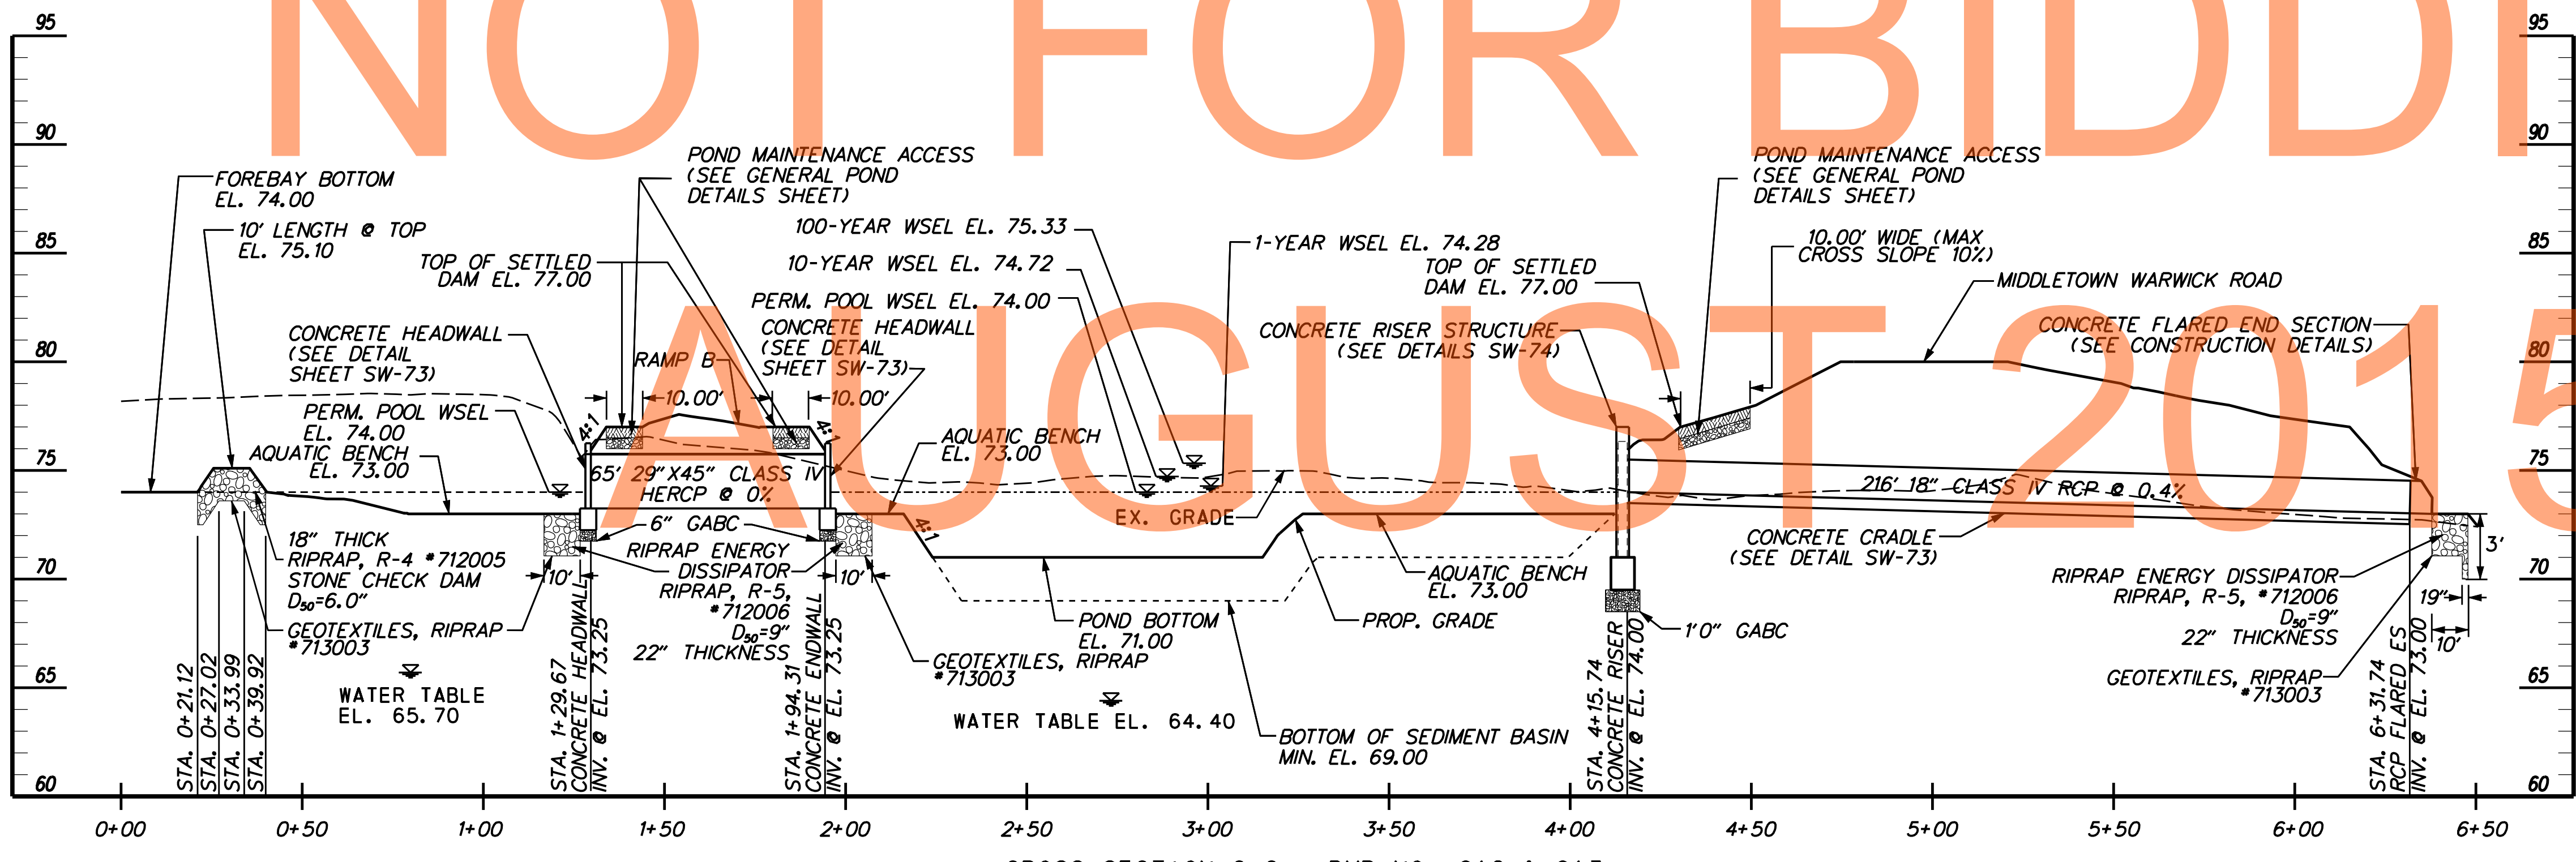 NOT FOR BIDDI
AUGUST 2015
95
90
85
80
75
70
65
60
95
90
85
80
75
70
65
60
FOREBAY BOTTOM
EL. 74.00
10' LENGTH @ TOP
EL. 75.10
TOP OF SETTLED
DAM EL. 77.00
CONCRETE HEADWALL
(SEE DETAIL
SHEET SW-73)
PERM. POOL WSEL
EL. 74.00
AQUATIC BENCH
EL. 73.00
POND MAINTENANCE ACCESS
(SEE GENERAL POND
DETAILS SHEET)
RAMP B
10.00'
10.00'
4:1
4:1
100-YEAR WSEL EL. 75.33
10-YEAR WSEL EL. 74.72
PERM. POOL WSEL EL. 74.00
CONCRETE HEADWALL
(SEE DETAIL
SHEET SW-73)
1-YEAR WSEL EL. 74.28
TOP OF SETTLED
DAM EL. 77.00
CONCRETE RISER STRUCTURE
(SEE DETAILS SW-74)
POND MAINTENANCE ACCESS
(SEE GENERAL POND
DETAILS SHEET)
10.00' WIDE (MAX
CROSS SLOPE 10%)
MIDDLETOWN WARWICK ROAD
CONCRETE FLARED END SECTION
(SEE CONSTRUCTION DETAILS)
AQUATIC BENCH
EL. 73.00
65' 29"X45" CLASS IV
HERCP @ 0%
216' 18" CLASS IV RCP @ 0.4%
EX. GRADE
4:1
6" GABC
18" THICK
RIPRAP, R-4 #712005
STONE CHECK DAM
D50=6.0"
GEOTEXTILES, RIPRAP
#713003
10'
10'
RIPRAP ENERGY
DISSIPATOR
RIPRAP, R-5,
#712006
D50=9"
22" THICKNESS
POND BOTTOM
EL. 71.00
GEOTEXTILES, RIPRAP
#713003
PROP. GRADE
AQUATIC BENCH
EL. 73.00
CONCRETE CRADLE
(SEE DETAIL SW-73)
1'0" GABC
RIPRAP ENERGY DISSIPATOR
RIPRAP, R-5, #712006
D50=9"
22" THICKNESS
3'
19"
10'
GEOTEXTILES, RIPRAP
#713003
WATER TABLE
EL. 65.70
WATER TABLE EL. 64.40
BOTTOM OF SEDIMENT BASIN
MIN. EL. 69.00
STA. 0+21.12
STA. 0+27.02
STA. 0+33.99
STA. 0+39.92
STA. 1+29.67
CONCRETE HEADWALL
INV. @ EL. 73.25
STA. 1+94.31
CONCRETE ENDWALL
INV. @ EL. 73.25
STA. 4+15.74
CONCRETE RISER
INV. @ EL. 74.00
STA. 6+31.74
RCP FLARED ES
INV. @ EL. 73.00
0+00
0+50
1+00
1+50
2+00
2+50
3+00
3+50
4+00
4+50
5+00
5+50
6+00
6+50